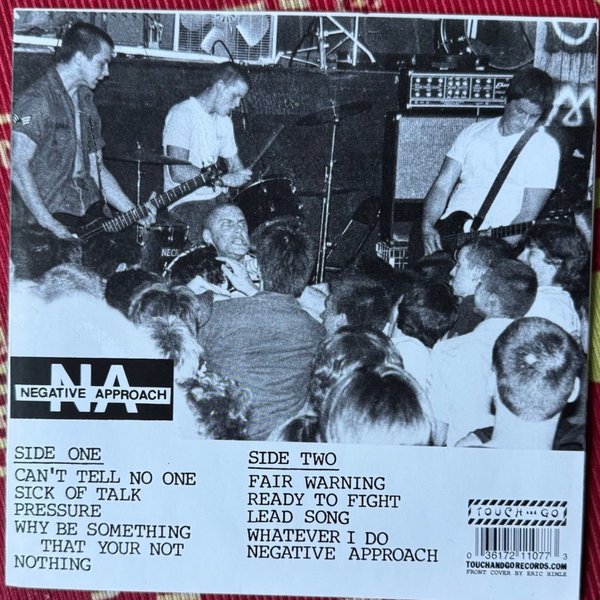 NECK
NA
NEGATIVE APPROACH
SIDE ONE
CAN'T TELL NO ONE
SICK OF TALK
PRESSURE
WHY BE SOMETHING
THAT YOUR NOT
NOTHING
SIDE TWO
FAIR WARNING
READY TO FIGHT
LEAD SONG
WHATEVER I DO
NEGATIVE APPROACH
TOUCH AND GO
0 36172 11077 3
TOUCHANDGORECORDS.COM
FRONT COVER BY ERIC HIMLE